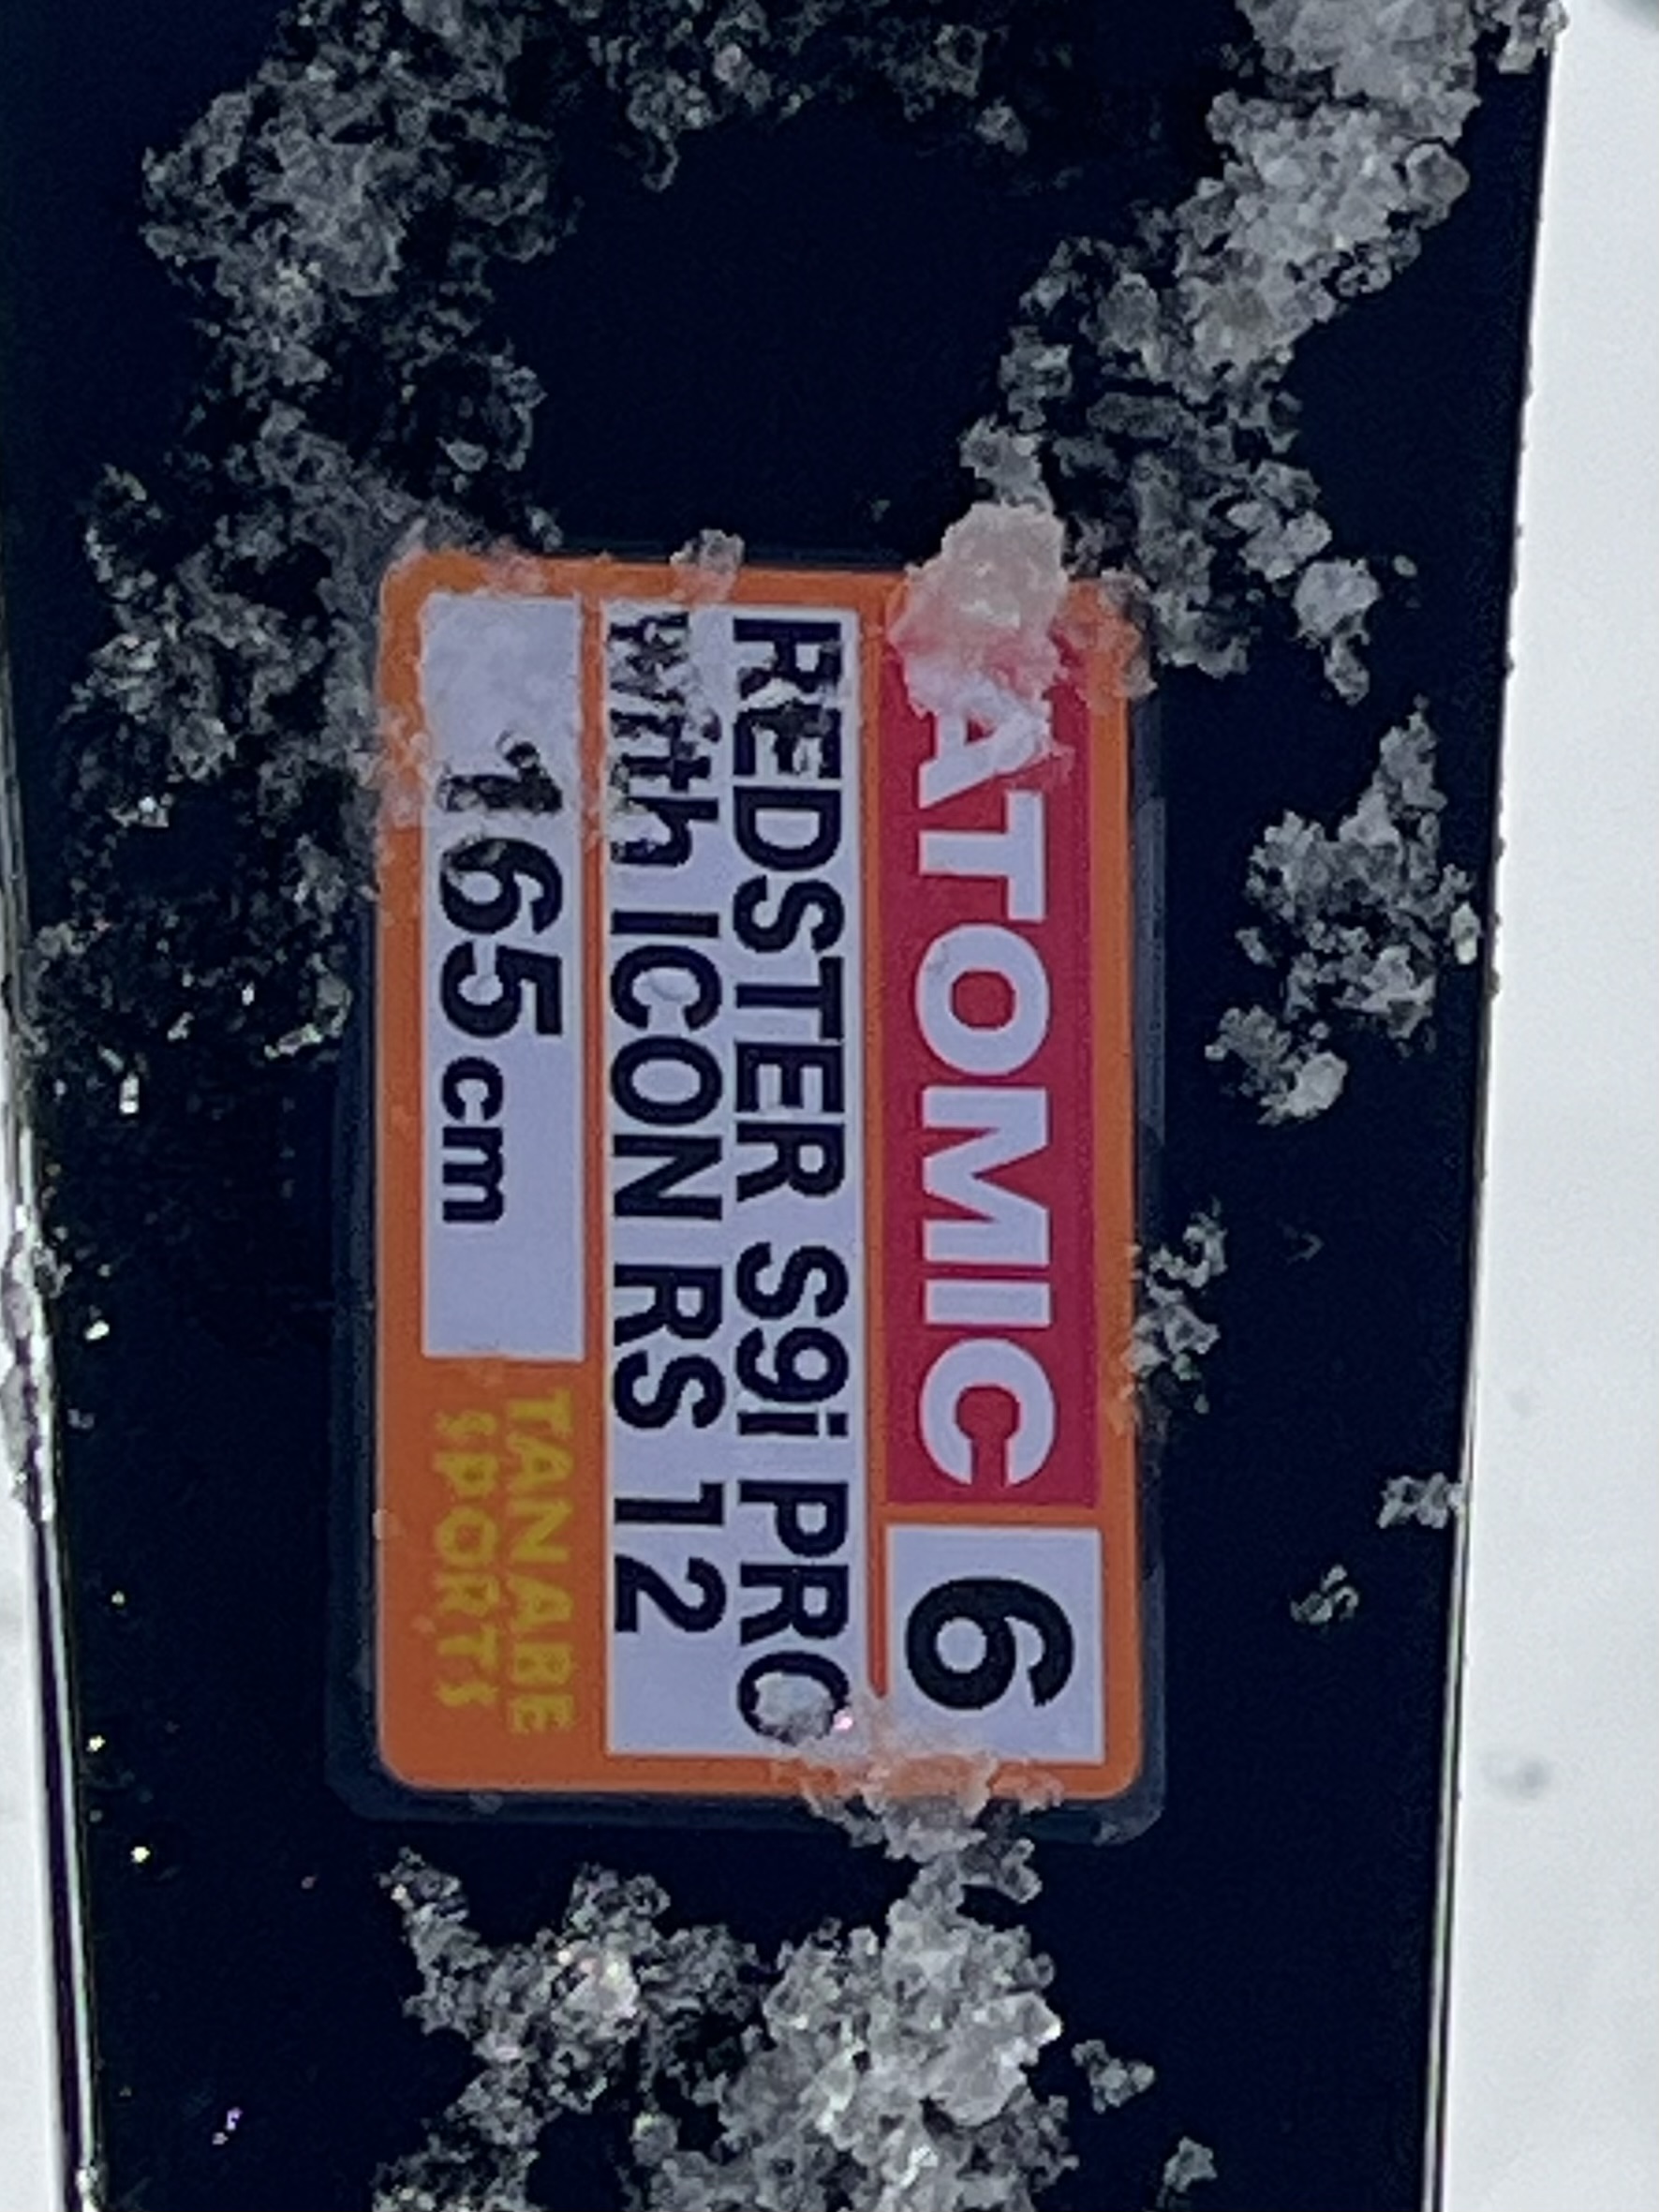 ATOMIC 6
REDSTER S9i PRO
with ICON RS 12
165cm
TANABE
SPORTS